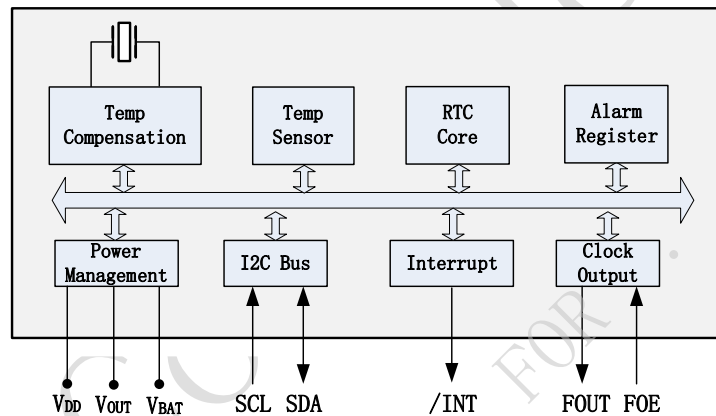 Temp
Compensation
Temp
Sensor
RTC
Core
Alarm
Register
Power
Management
I2C Bus
Interrupt
Clock
Output
VDD VOUT VBAT SCL SDA /INT FOUT FOE
FOR